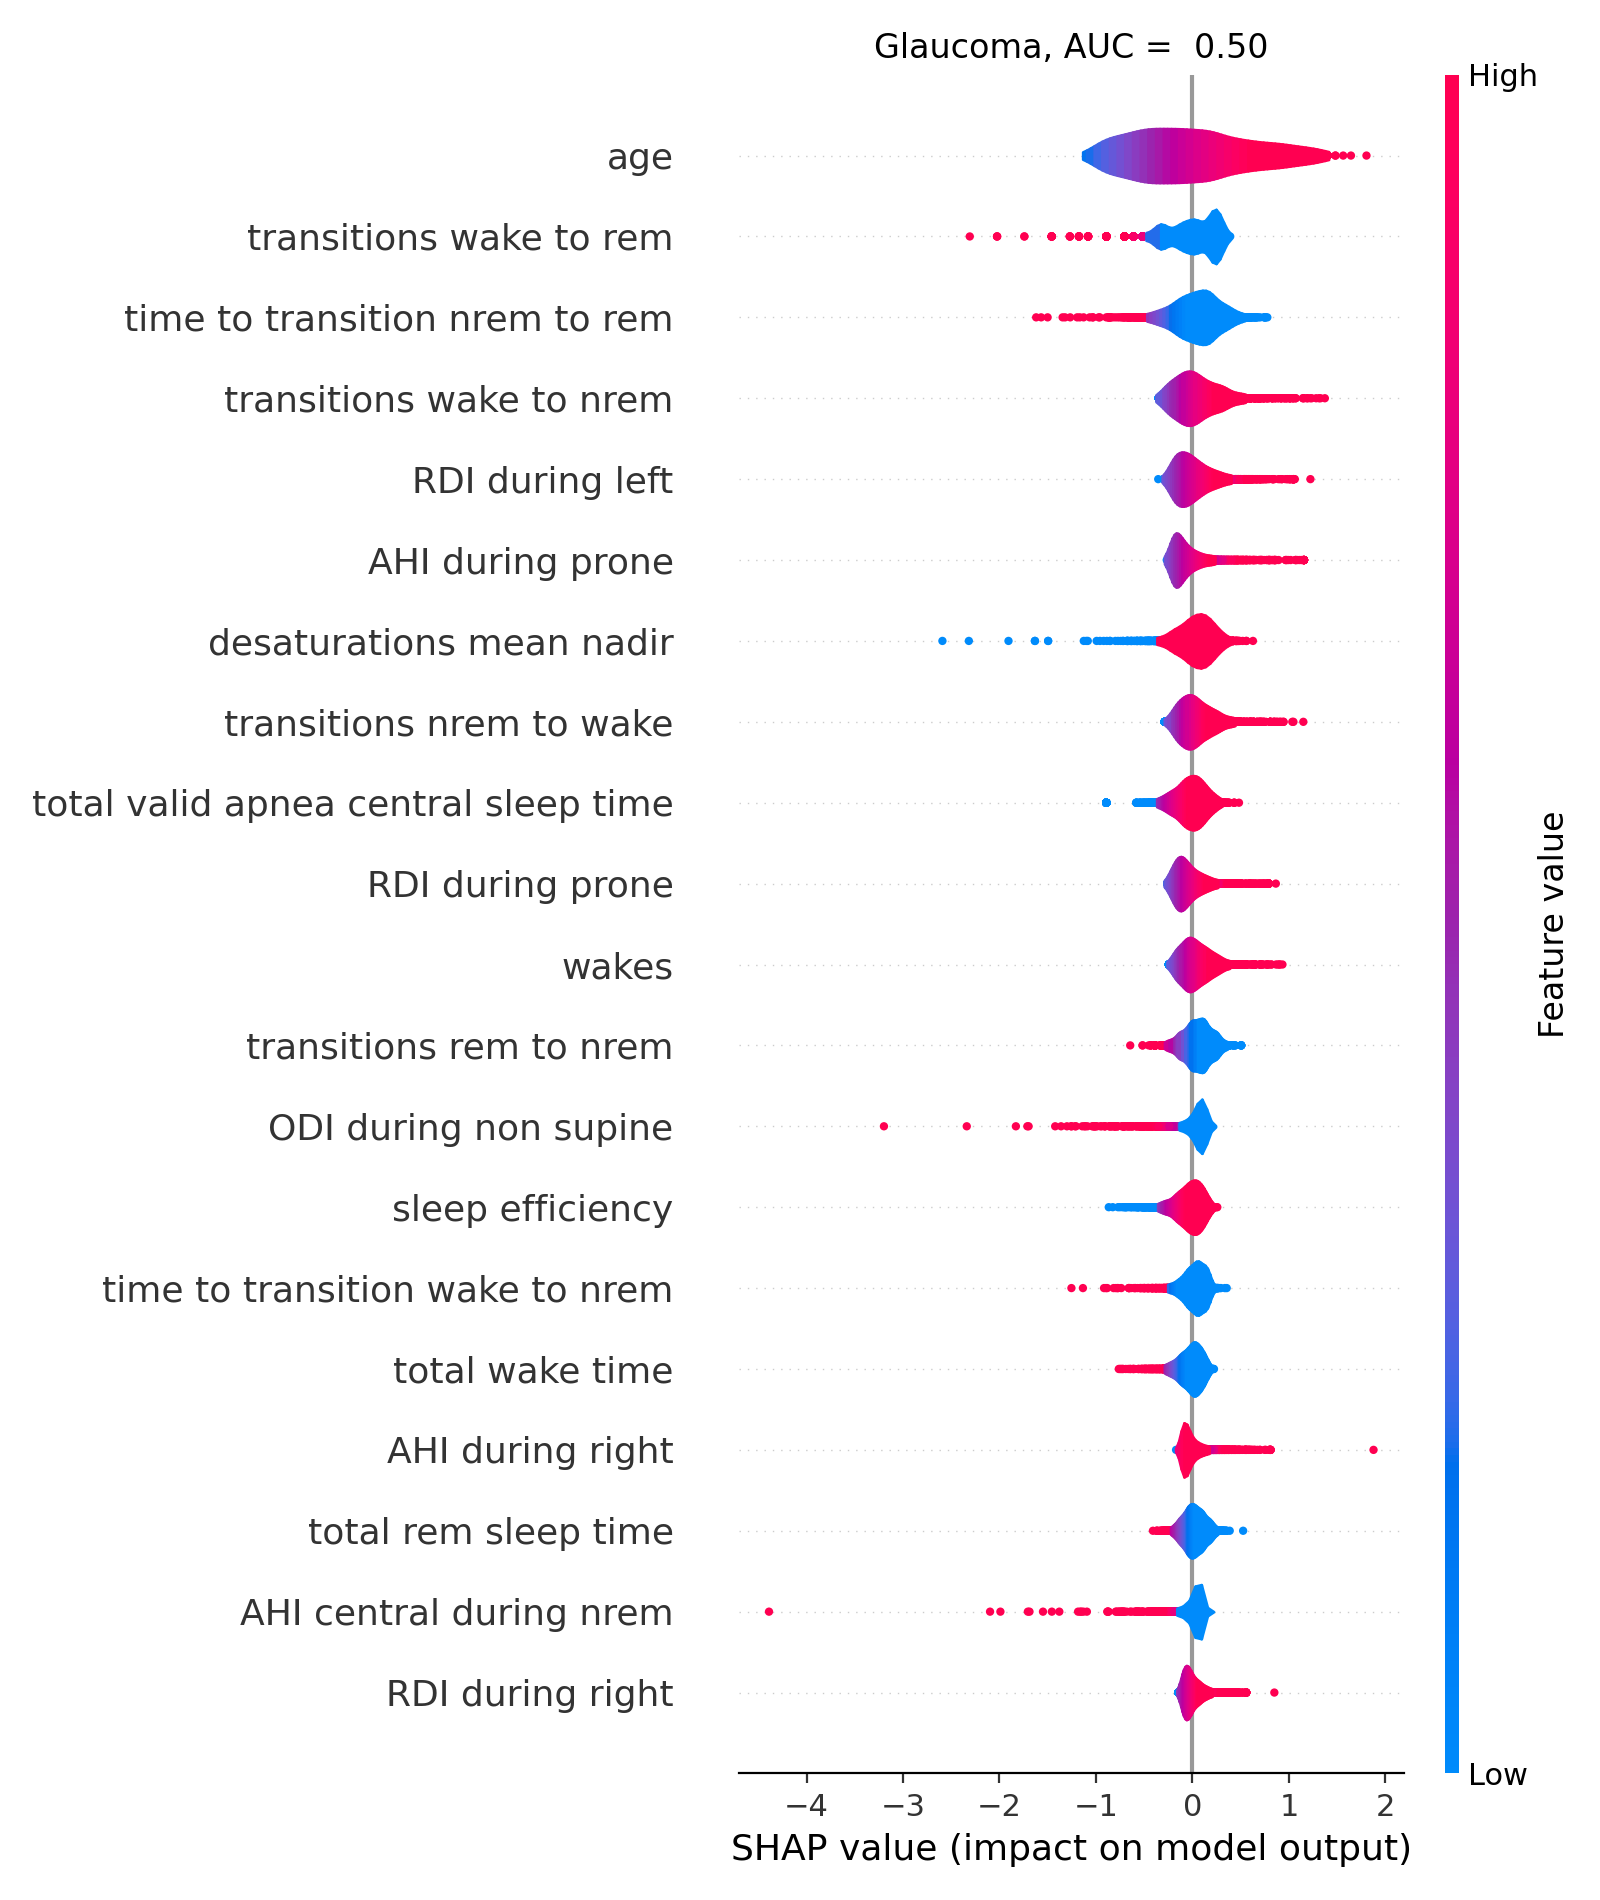 Glaucoma, AUC =  0.50
High
age
transitions wake to rem
time to transition nrem to rem
transitions wake to nrem
RDI during left
AHI during prone
desaturations mean nadir
transitions nrem to wake
total valid apnea central sleep time
RDI during prone
wakes
transitions rem to nrem
ODI during non supine
sleep efficiency
time to transition wake to nrem
total wake time
AHI during right
total rem sleep time
AHI central during nrem
RDI during right
Feature value
Low
−4 −3 −2 −1 0 1 2
SHAP value (impact on model output)